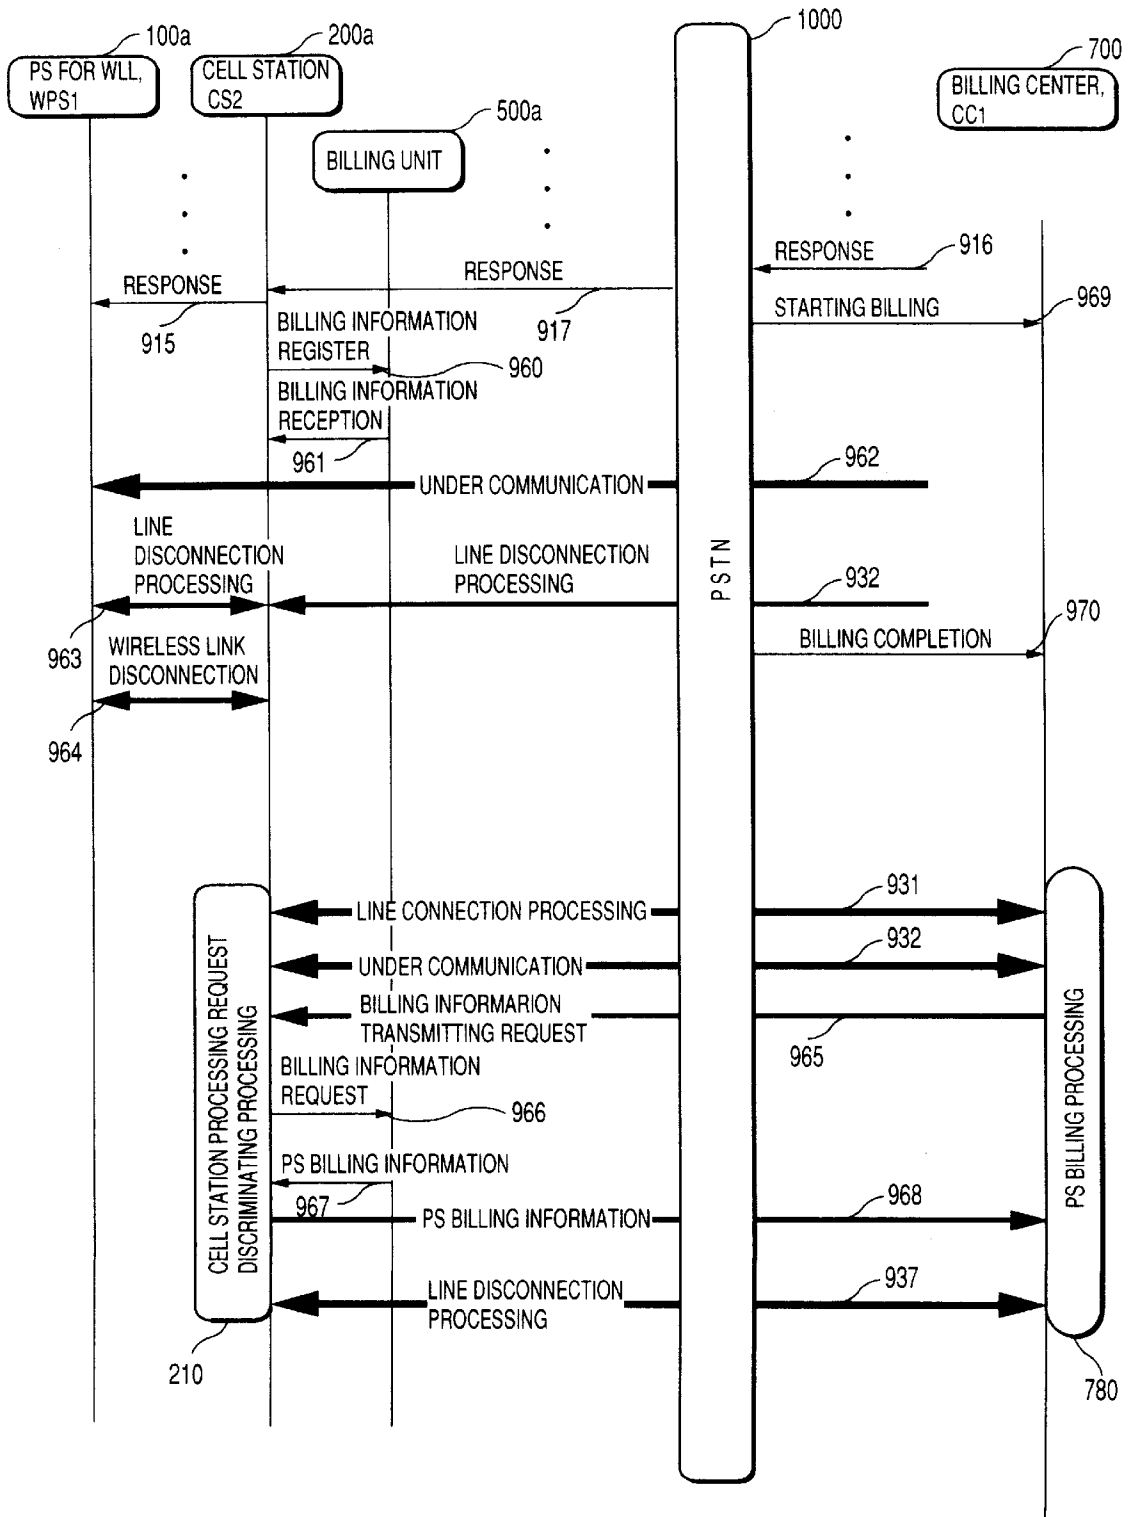 1000
100a
200a
700
PS FOR WLL,
WPS1
CELL STATION
CS2
BILLING CENTER,
CC1
500a
BILLING UNIT
RESPONSE
916
RESPONSE
RESPONSE
915
917
STARTING BILLING
969
BILLING INFORMATION
REGISTER
960
BILLING INFORMATION
RECEPTION
961
962
UNDER COMMUNICATION
LINE
DISCONNECTION
PROCESSING
LINE DISCONNECTION
PROCESSING
PSTN
932
963
WIRELESS LINK
DISCONNECTION
BILLING COMPLETION
970
964
931
LINE CONNECTION PROCESSING
932
UNDER COMMUNICATION
BILLING INFORMARION
TRANSMITTING REQUEST
965
BILLING INFORMATION
REQUEST
966
CELL STATION PROCESSING REQUEST
DISCRIMINATING PROCESSING
PS BILLING PROCESSING
PS BILLING INFORMATION
967
968
PS BILLING INFORMATION
937
LINE DISCONNECTION
PROCESSING
210
780